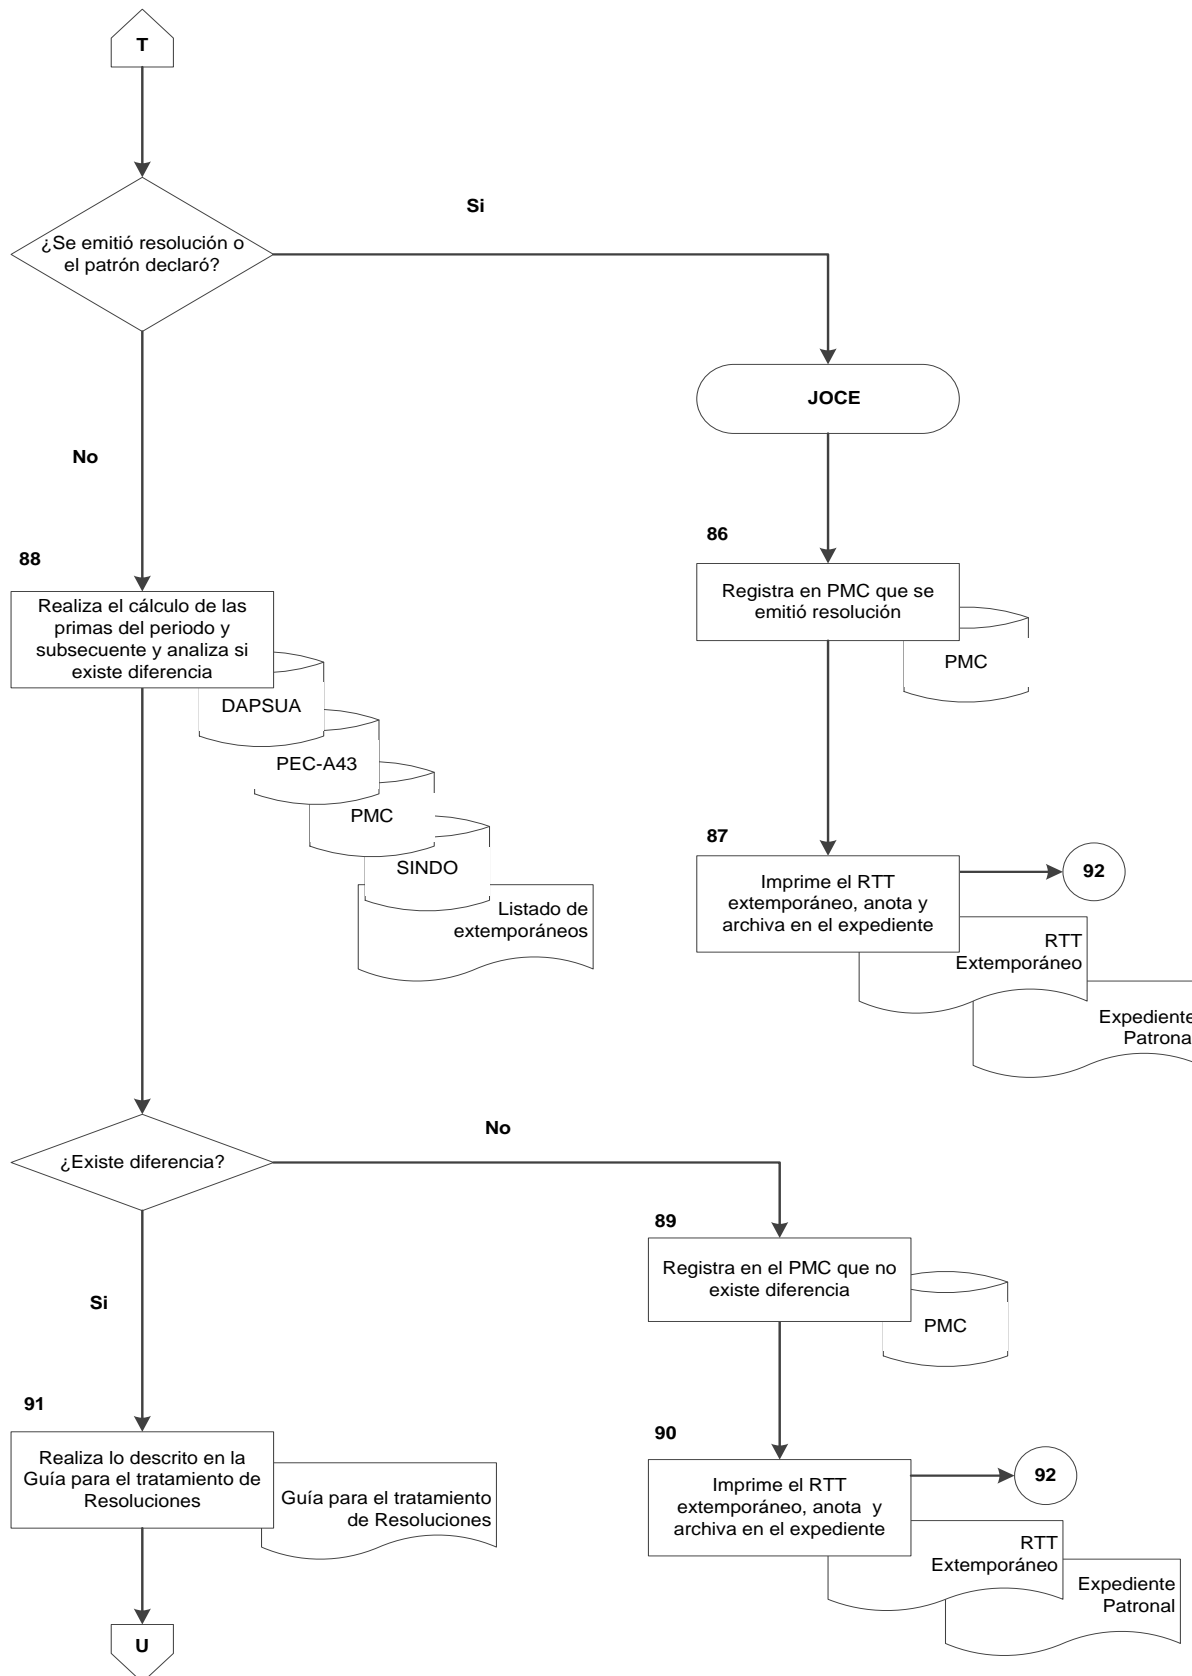 T
¿Se emitió resolución o
el patrón declaró?
Si
No
JOCE
86
Registra en PMC que se
emitió resolución
PMC
88
Realiza el cálculo de las
primas del periodo y
subsecuente y analiza si
existe diferencia
DAPSUA
PEC-A43
PMC
SINDO
Listado de
extemporáneos
87
Imprime el RTT
extemporáneo, anota y
archiva en el expediente
92
RTT
Extemporáneo
Expediente
Patrona
¿Existe diferencia?
No
Si
89
Registra en el PMC que no
existe diferencia
PMC
91
Realiza lo descrito en la
Guía para el tratamiento de
Resoluciones
Guía para el tratamiento
de Resoluciones
90
Imprime el RTT
extemporáneo, anota y
archiva en el expediente
92
RTT
Extemporáneo
Expediente
Patronal
U